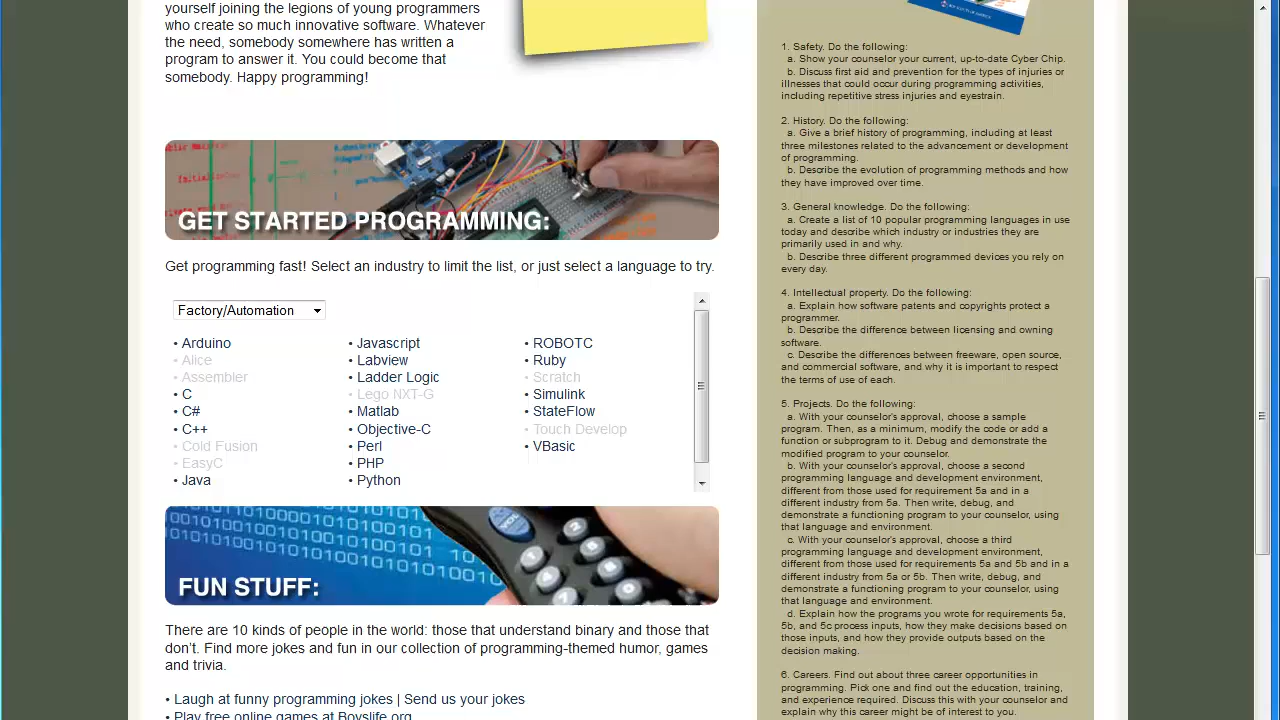 yourself joining the legions of young programmers
who create so much innovative software. Whatever
the need, somebody somewhere has written a
program to answer it. You could become that
somebody. Happy programming!
GET STARTED PROGRAMMING:
Get programming fast! Select an industry to limit the list, or just select a language to try.
Factory/Automation
• Arduino
• Alice
• Assembler
• C
• C#
• C++
• Cold Fusion
• EasyC
• Java
• Javascript
• Labview
• Ladder Logic
• Lego NXT-G
• Matlab
• Objective-C
• Perl
• PHP
• Python
• ROBOTC
• Ruby
• Scratch
• Simulink
• StateFlow
• Touch Develop
• VBasic
FUN STUFF:
There are 10 kinds of people in the world: those that understand binary and those that
don't. Find more jokes and fun in our collection of programming-themed humor, games
and trivia.
• Laugh at funny programming jokes | Send us your jokes
• Play free online games at Boyslife.org
1. Safety. Do the following:
a. Show your counselor your current, up-to-date Cyber Chip.
b. Discuss first aid and prevention for the types of injuries or
illnesses that could occur during programming activities,
including repetitive stress injuries and eyestrain.
2. History. Do the following:
a. Give a brief history of programming, including at least
three milestones related to the advancement or development
of programming.
b. Describe the evolution of programming methods and how
they have improved over time.
3. General knowledge. Do the following:
a. Create a list of 10 popular programming languages in use
today and describe which industry or industries they are
primarily used in and why.
b. Describe three different programmed devices you rely on
every day.
4. Intellectual property. Do the following:
a. Explain how software patents and copyrights protect a
programmer.
b. Describe the difference between licensing and owning
software.
c. Describe the differences between freeware, open source,
and commercial software, and why it is important to respect
the terms of use of each.
5. Projects. Do the following:
a. With your counselor's approval, choose a sample
program. Then, as a minimum, modify the code or add a
function or subprogram to it. Debug and demonstrate the
modified program to your counselor.
b. With your counselor's approval, choose a second
programming language and development environment,
different from those used for requirement 5a and in a
different industry from 5a. Then write, debug, and
demonstrate a functioning program to your counselor, using
that language and environment.
c. With your counselor's approval, choose a third
programming language and development environment,
different from those used for requirements 5a and 5b and in a
different industry from 5a or 5b. Then write, debug, and
demonstrate a functioning program to your counselor, using
that language and environment.
d. Explain how the programs you wrote for requirements 5a,
5b, and 5c process inputs, how they make decisions based on
those inputs, and how they provide outputs based on the
decision making.
6. Careers. Find out about three career opportunities in
programming. Pick one and find out the education, training,
and experience required. Discuss this with your counselor and
explain why this career might be of interest to you.